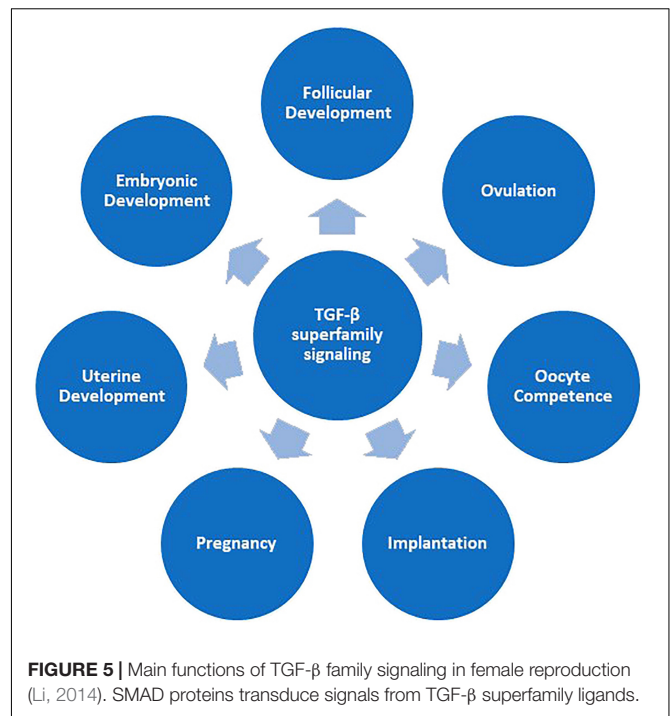 Follicular
Development
Embryonic
Development
Ovulation
TGF-β
superfamily
signaling
Uterine
Development
Oocyte
Competence
Pregnancy
Implantation
FIGURE 5 | Main functions of TGF-β family signaling in female reproduction
(Li, 2014). SMAD proteins transduce signals from TGF-β superfamily ligands.